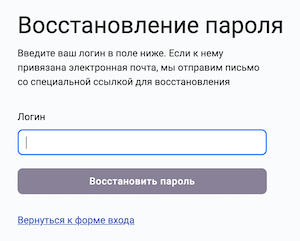 Восстановление пароля
Введите ваш логин в поле ниже. Если к нему
привязана электронная почта, мы отправим письмо
со специальной ссылкой для восстановления
Логин
Восстановить пароль
Вернуться к форме входа